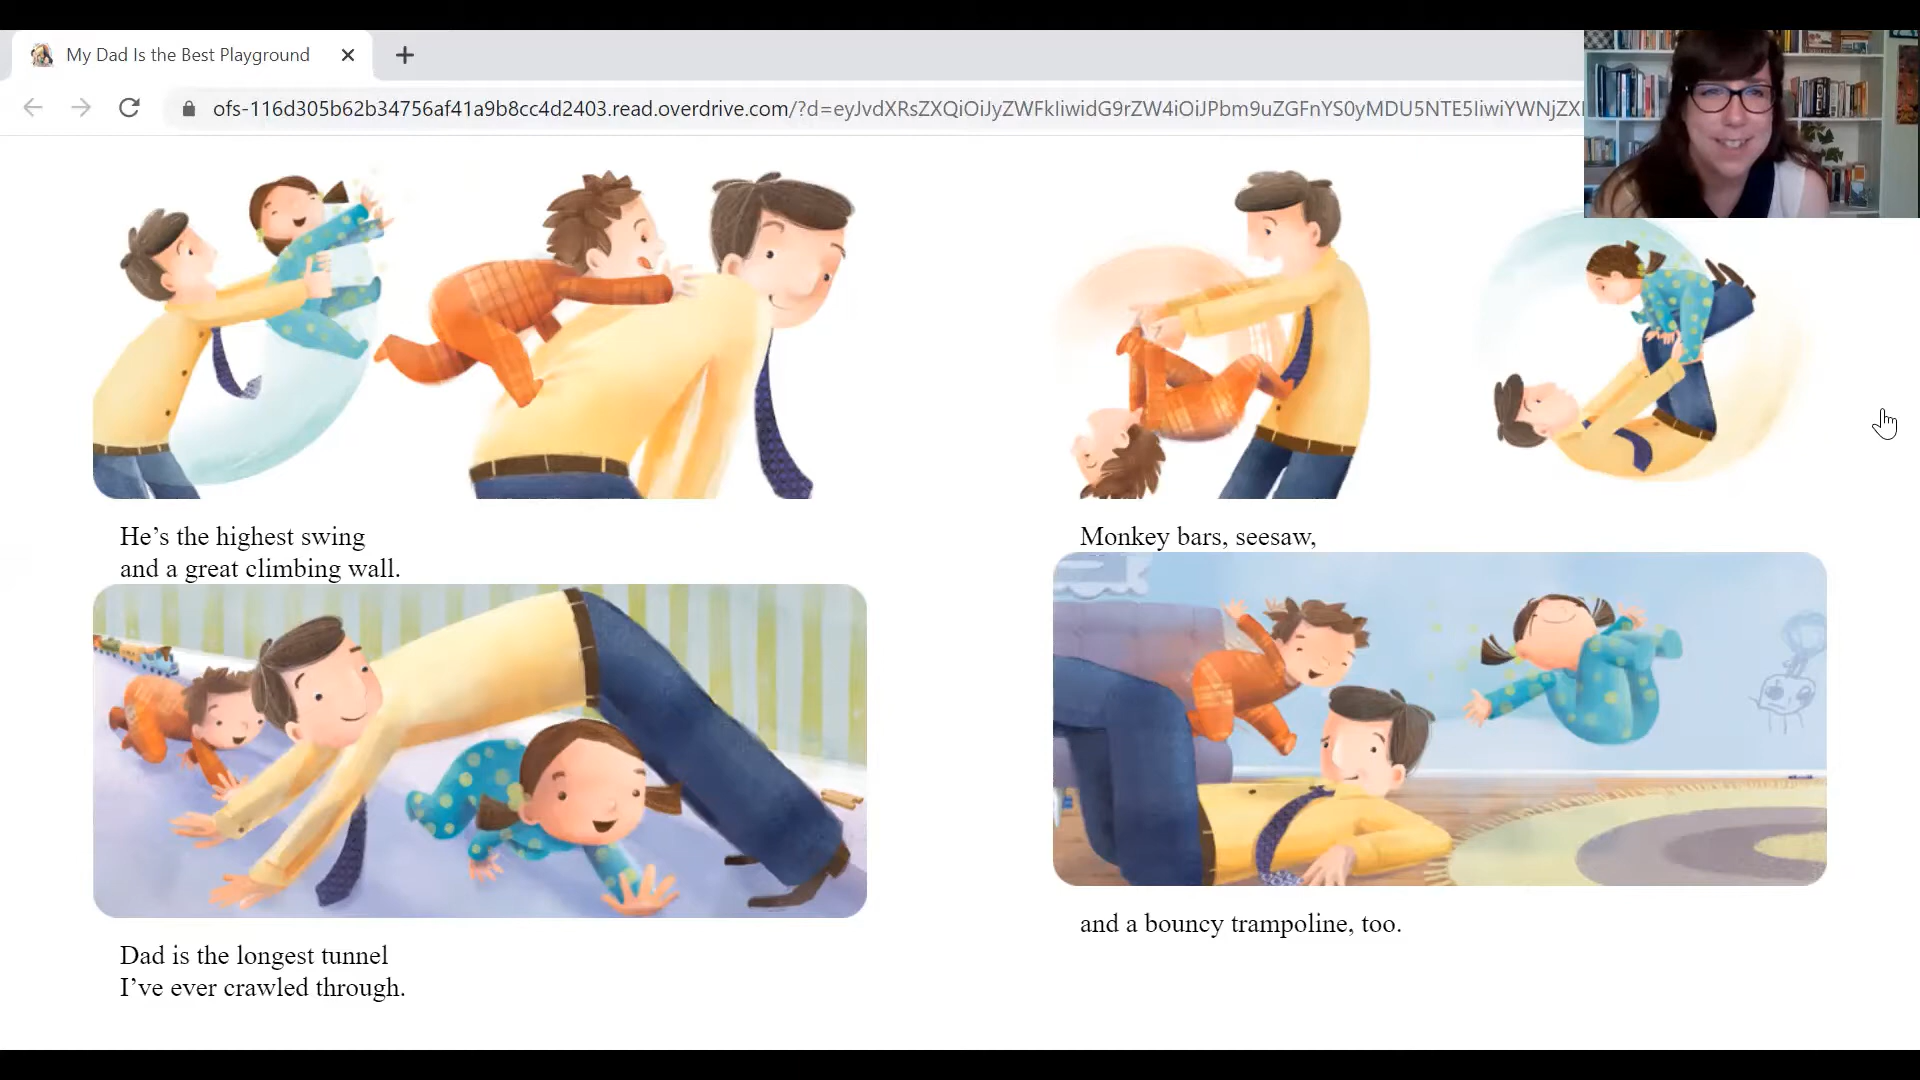 My Dad Is the Best Playground
ofs-116d305b62b34756af41a9b8cc4d2403.read.overdrive.com/?d=eyJvdXRsZXQiOiJyZWFkIiwidG9rZW4iOiJPbm9uZGFnYS0yMDU5NTE5IiwiYWNjZX
He’s the highest swing
and a great climbing wall.
Dad is the longest tunnel
I’ve ever crawled through.
Monkey bars, seesaw,
and a bouncy trampoline, too.